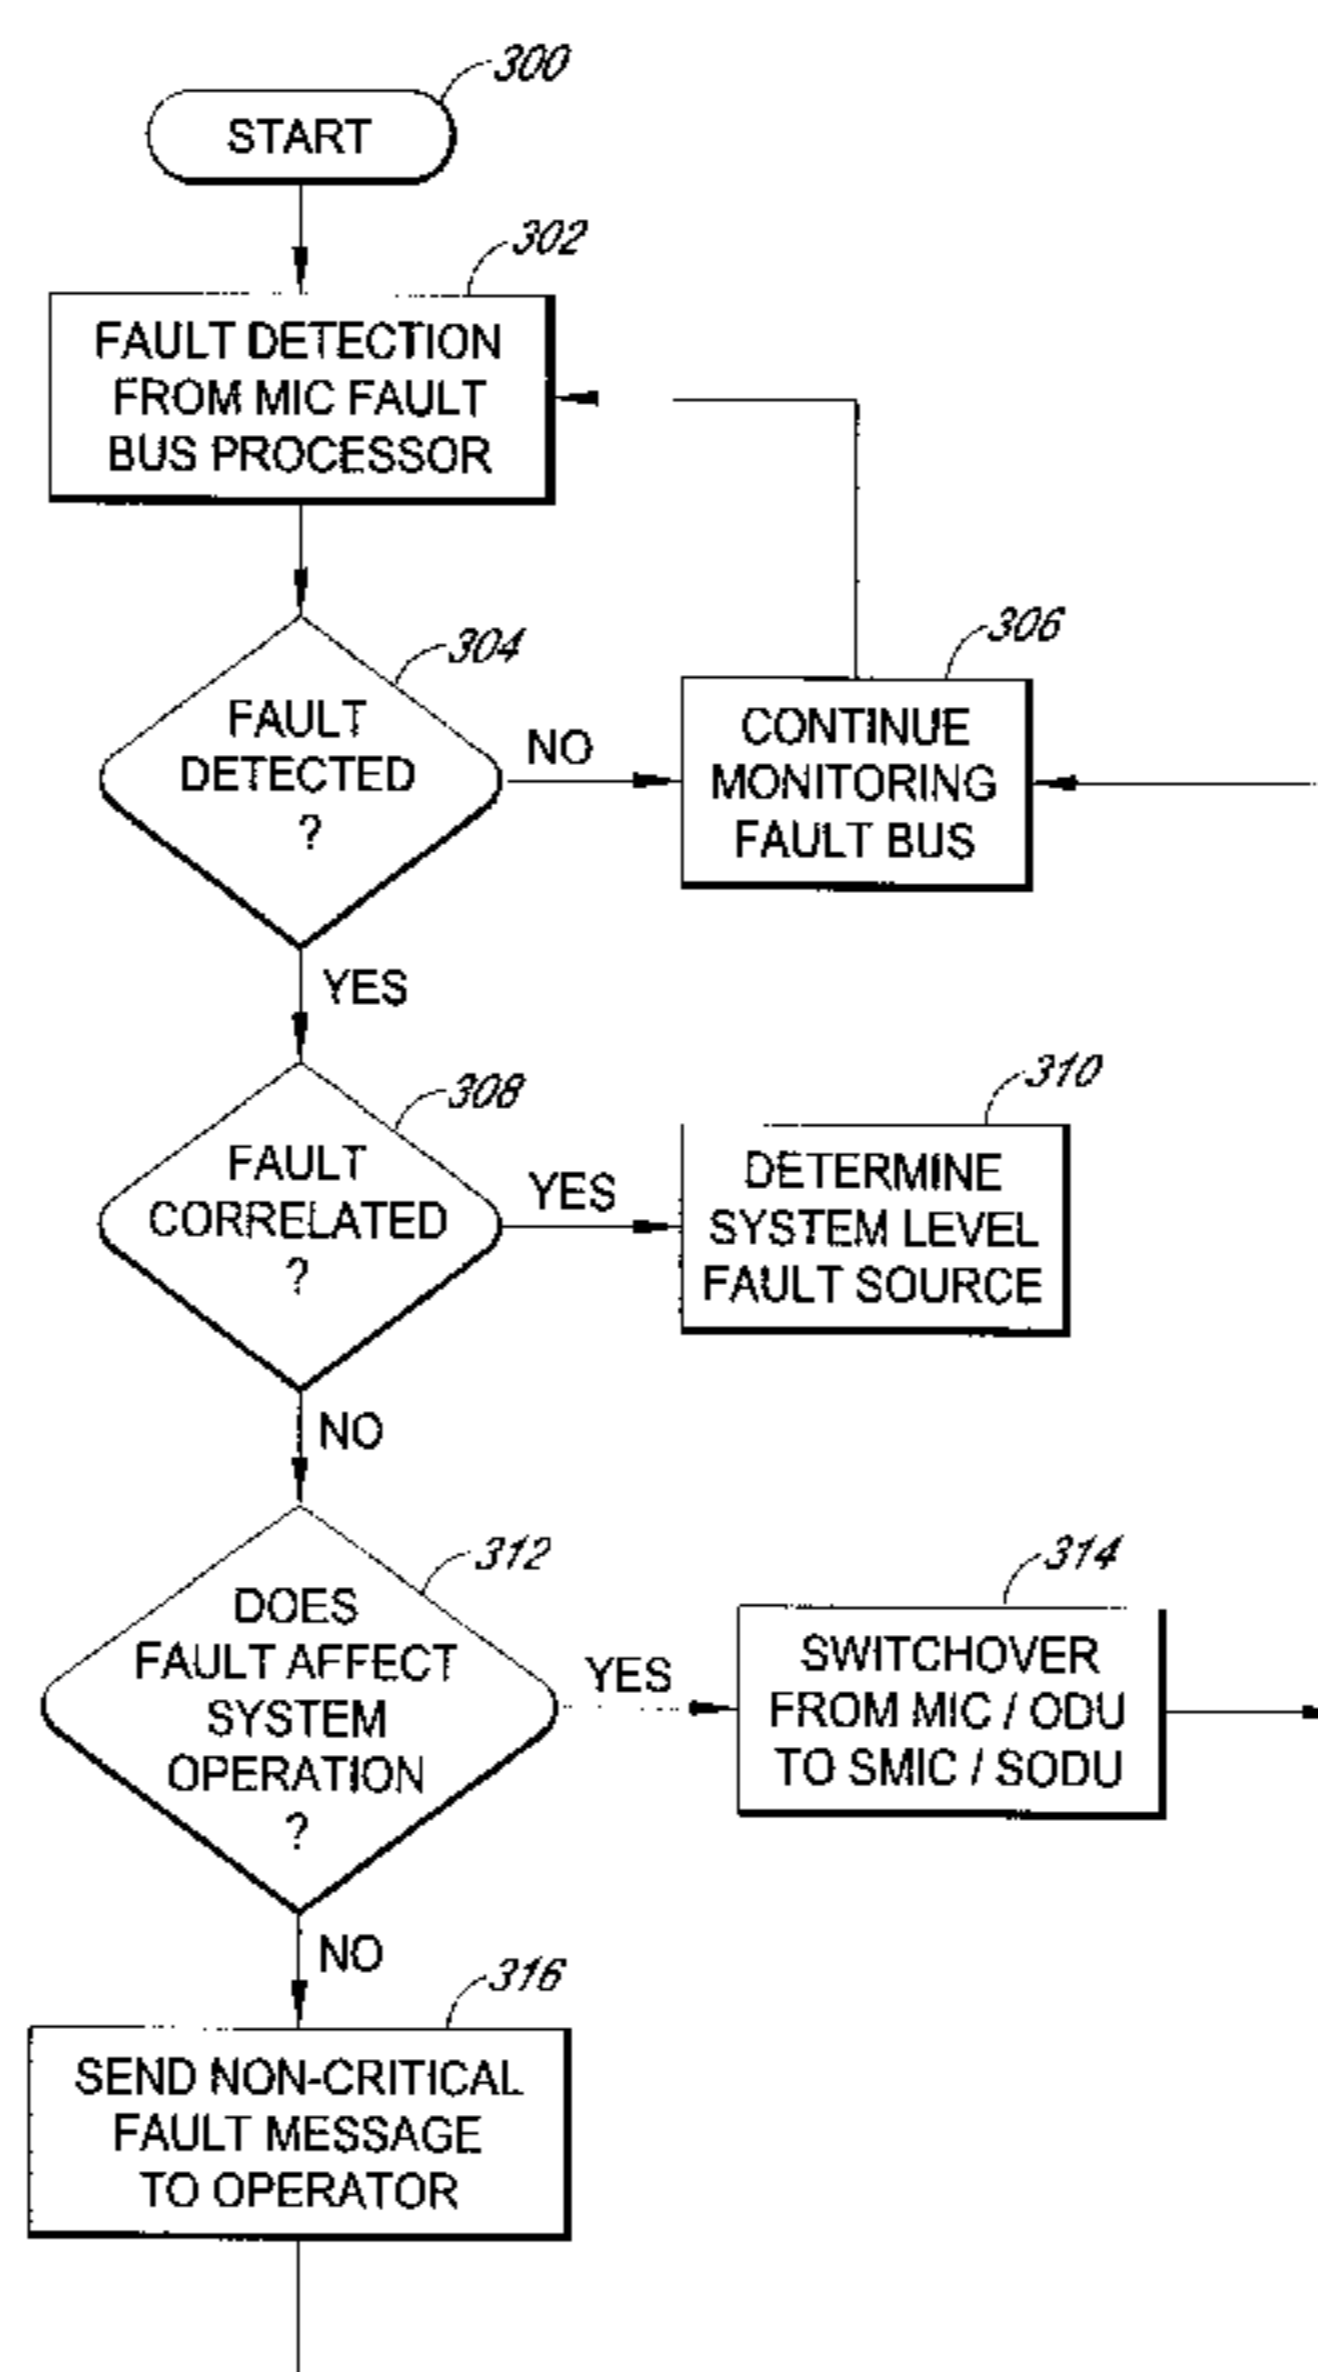 300
START
302
FAULT DETECTION
FROM MIC FAULT
BUS PROCESSOR
304
FAULT
DETECTED
?
NO
306
CONTINUE
MONITORING
FAULT BUS
YES
308
FAULT
CORRELATED
?
YES
310
DETERMINE
SYSTEM LEVEL
FAULT SOURCE
NO
312
DOES
FAULT AFFECT
SYSTEM
OPERATION
?
YES
314
SWITCHOVER
FROM MIC / ODU
TO SMIC / SODU
NO
316
SEND NON-CRITICAL
FAULT MESSAGE
TO OPERATOR